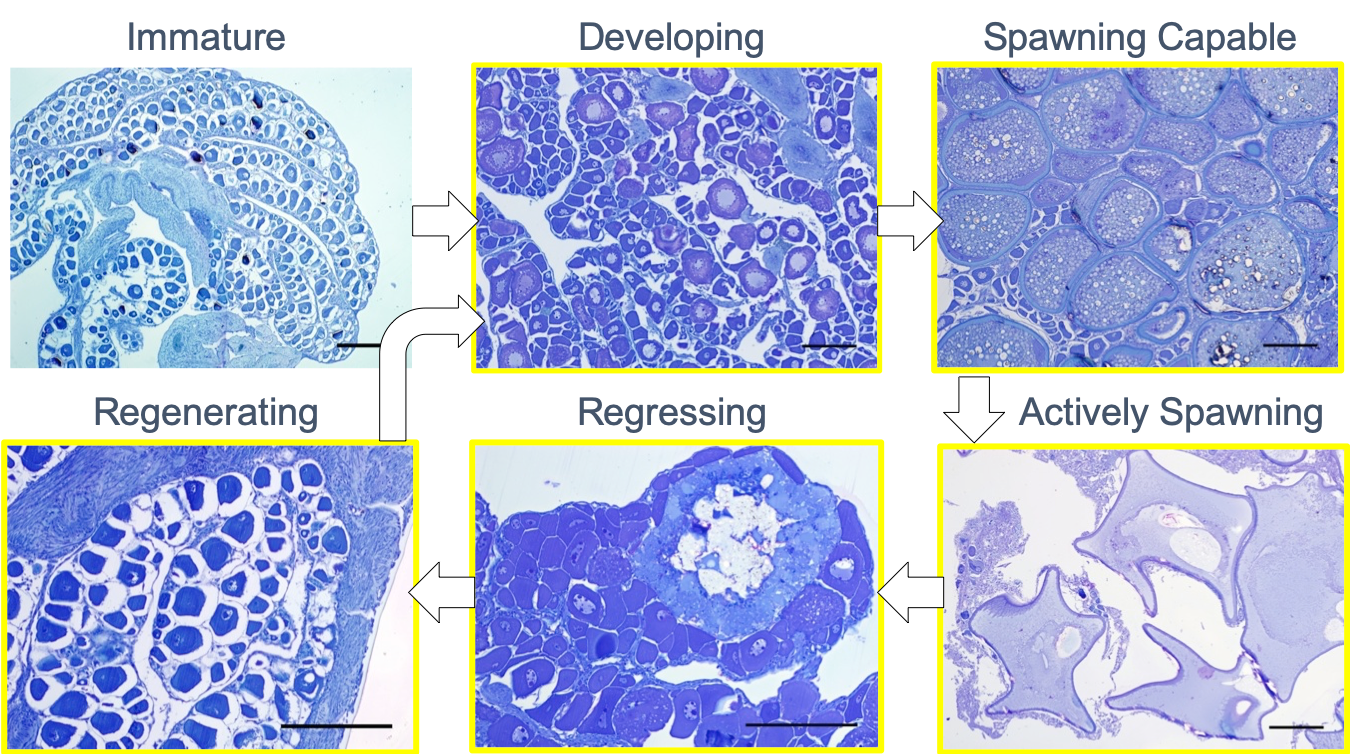 Immature
Developing
Spawning Capable
Regenerating
Regressing
Actively Spawning